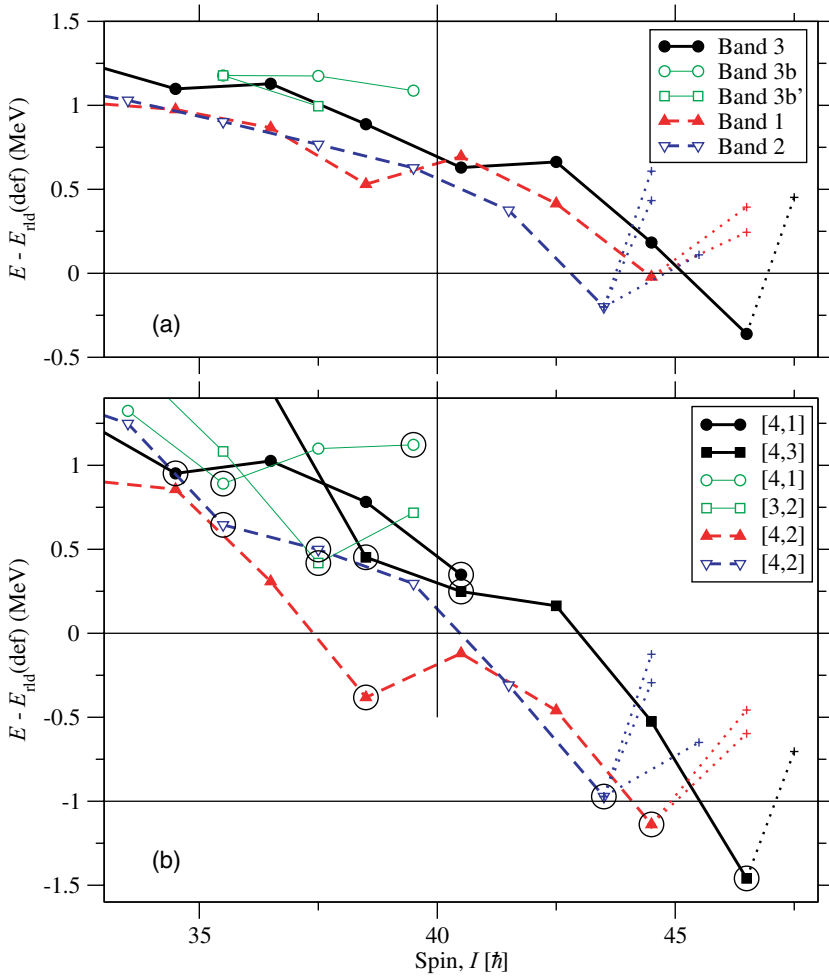 1.5
1
0.5
0
-0.5
E - E_rld(def) (MeV)
Band 3
Band 3b
Band 3b'
Band 1
Band 2
(a)
1
0.5
0
-0.5
-1
-1.5
E - E_rld(def) (MeV)
[4,1]
[4,3]
[4,1]
[3,2]
[4,2]
[4,2]
(b)
35
40
45
Spin, I [ℏ]